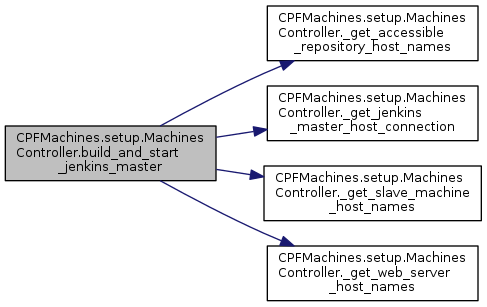 CPFMachines.setup.Machines
Controller.build_and_start
_jenkins_master
CPFMachines.setup.Machines
Controller._get_accessible
_repository_host_names
CPFMachines.setup.Machines
Controller._get_jenkins
_master_host_connection
CPFMachines.setup.Machines
Controller._get_slave_machine
_host_names
CPFMachines.setup.Machines
Controller._get_web_server
_host_names